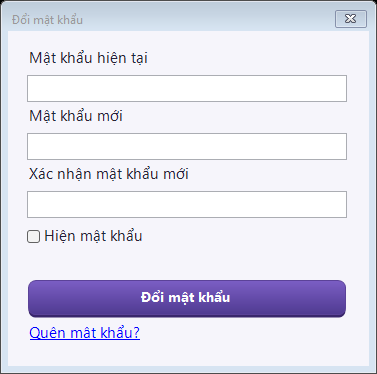 Đổi mật khẩu
Mật khẩu hiện tại
Mật khẩu mới
Xác nhận mật khẩu mới
Hiện mật khẩu
Đổi mật khẩu
Quên mật khẩu?